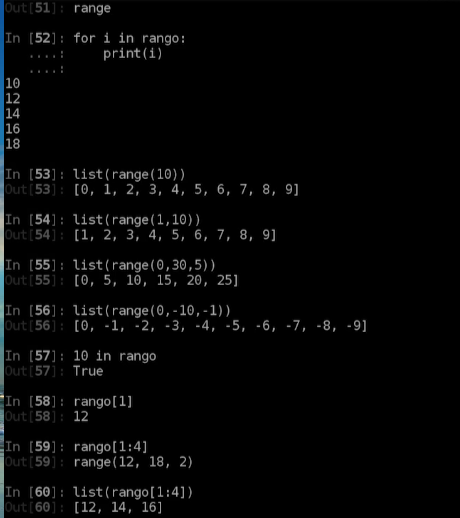 Out[51]: range
In [52]: for i in rango:
   ....:     print(i)
   ....:
10
12
14
16
18
In [53]: list(range(10))
Out[53]: [0, 1, 2, 3, 4, 5, 6, 7, 8, 9]
In [54]: list(range(1,10))
Out[54]: [1, 2, 3, 4, 5, 6, 7, 8, 9]
In [55]: list(range(0,30,5))
Out[55]: [0, 5, 10, 15, 20, 25]
In [56]: list(range(0,-10,-1))
Out[56]: [0, -1, -2, -3, -4, -5, -6, -7, -8, -9]
In [57]: 10 in rango
Out[57]: True
In [58]: rango[1]
Out[58]: 12
In [59]: rango[1:4]
Out[59]: range(12, 18, 2)
In [60]: list(rango[1:4])
Out[60]: [12, 14, 16]